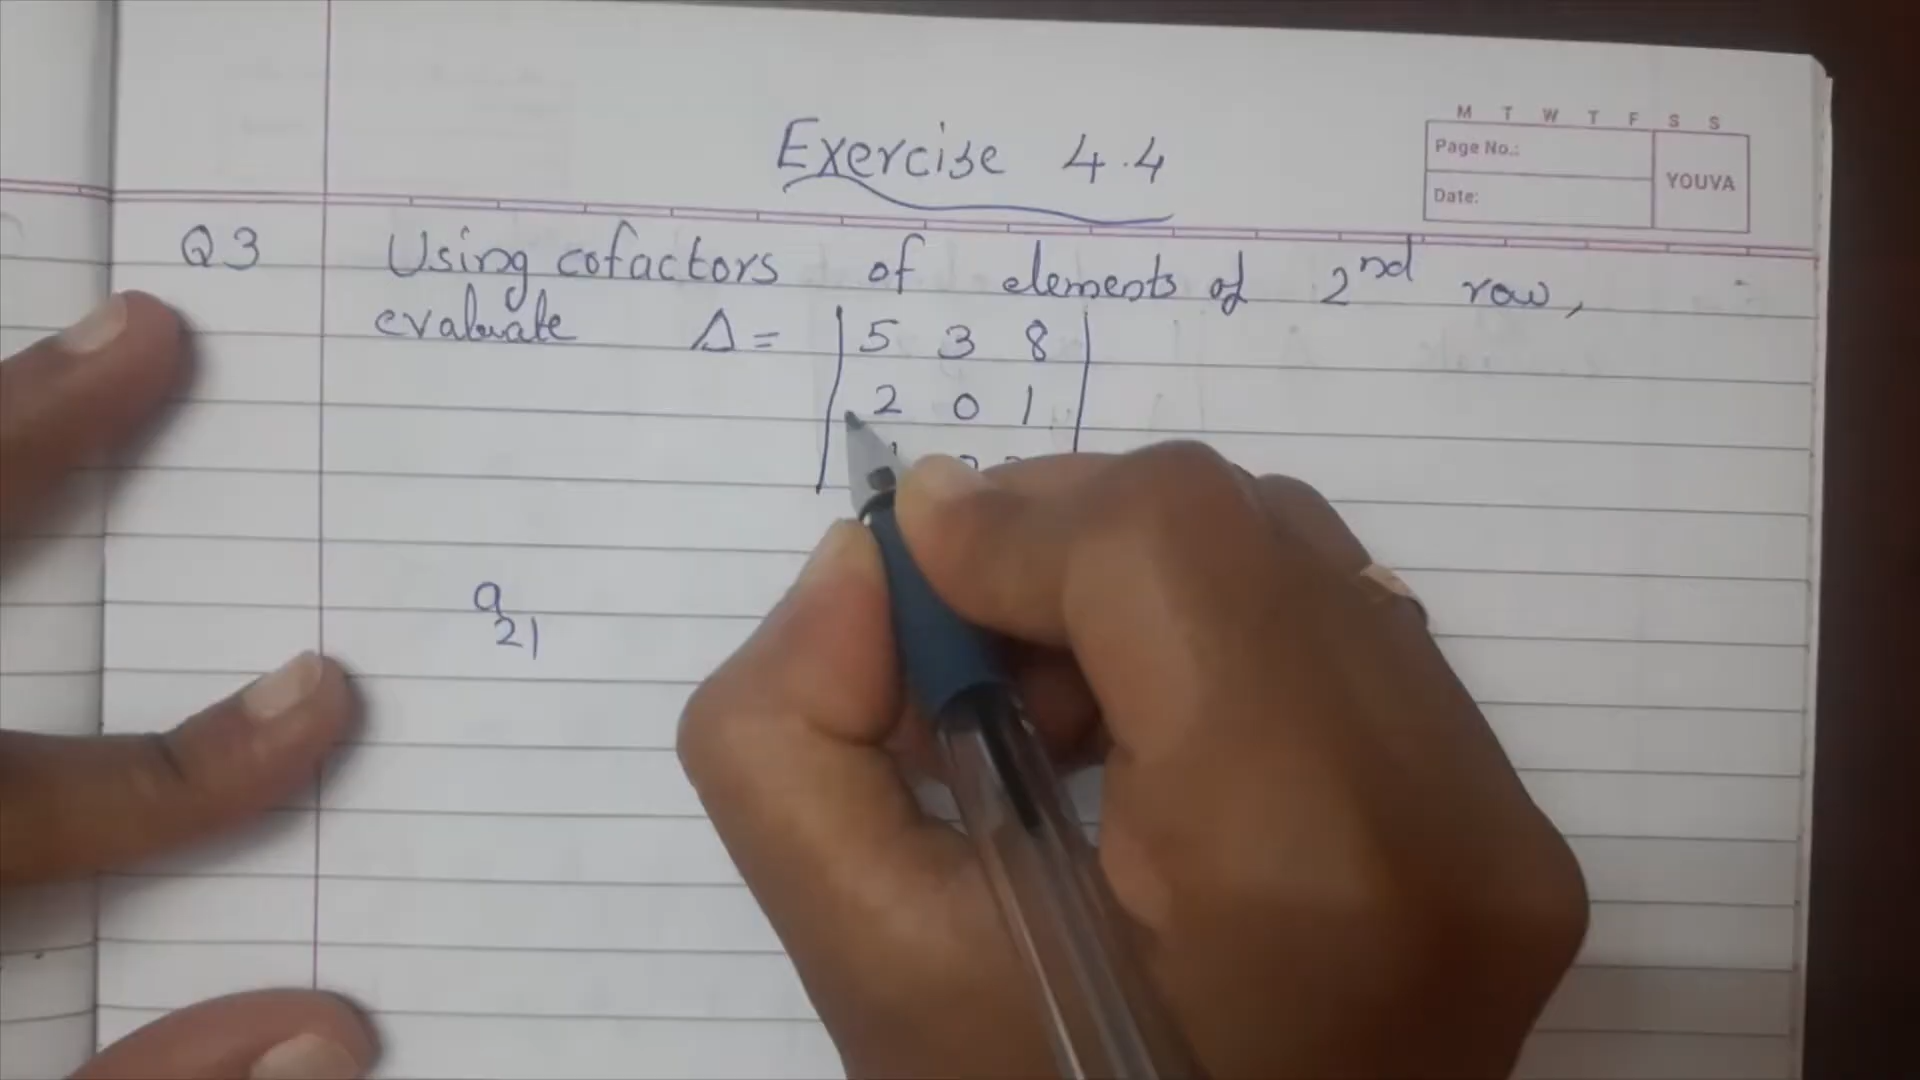 M T W T F S S
Page No.:
YOUVA
Date:
Exercise 4.4
Q3 Using cofactors of elements of 2nd row,
evaluate Δ = | 5 3 8 |
2 0 1
a21